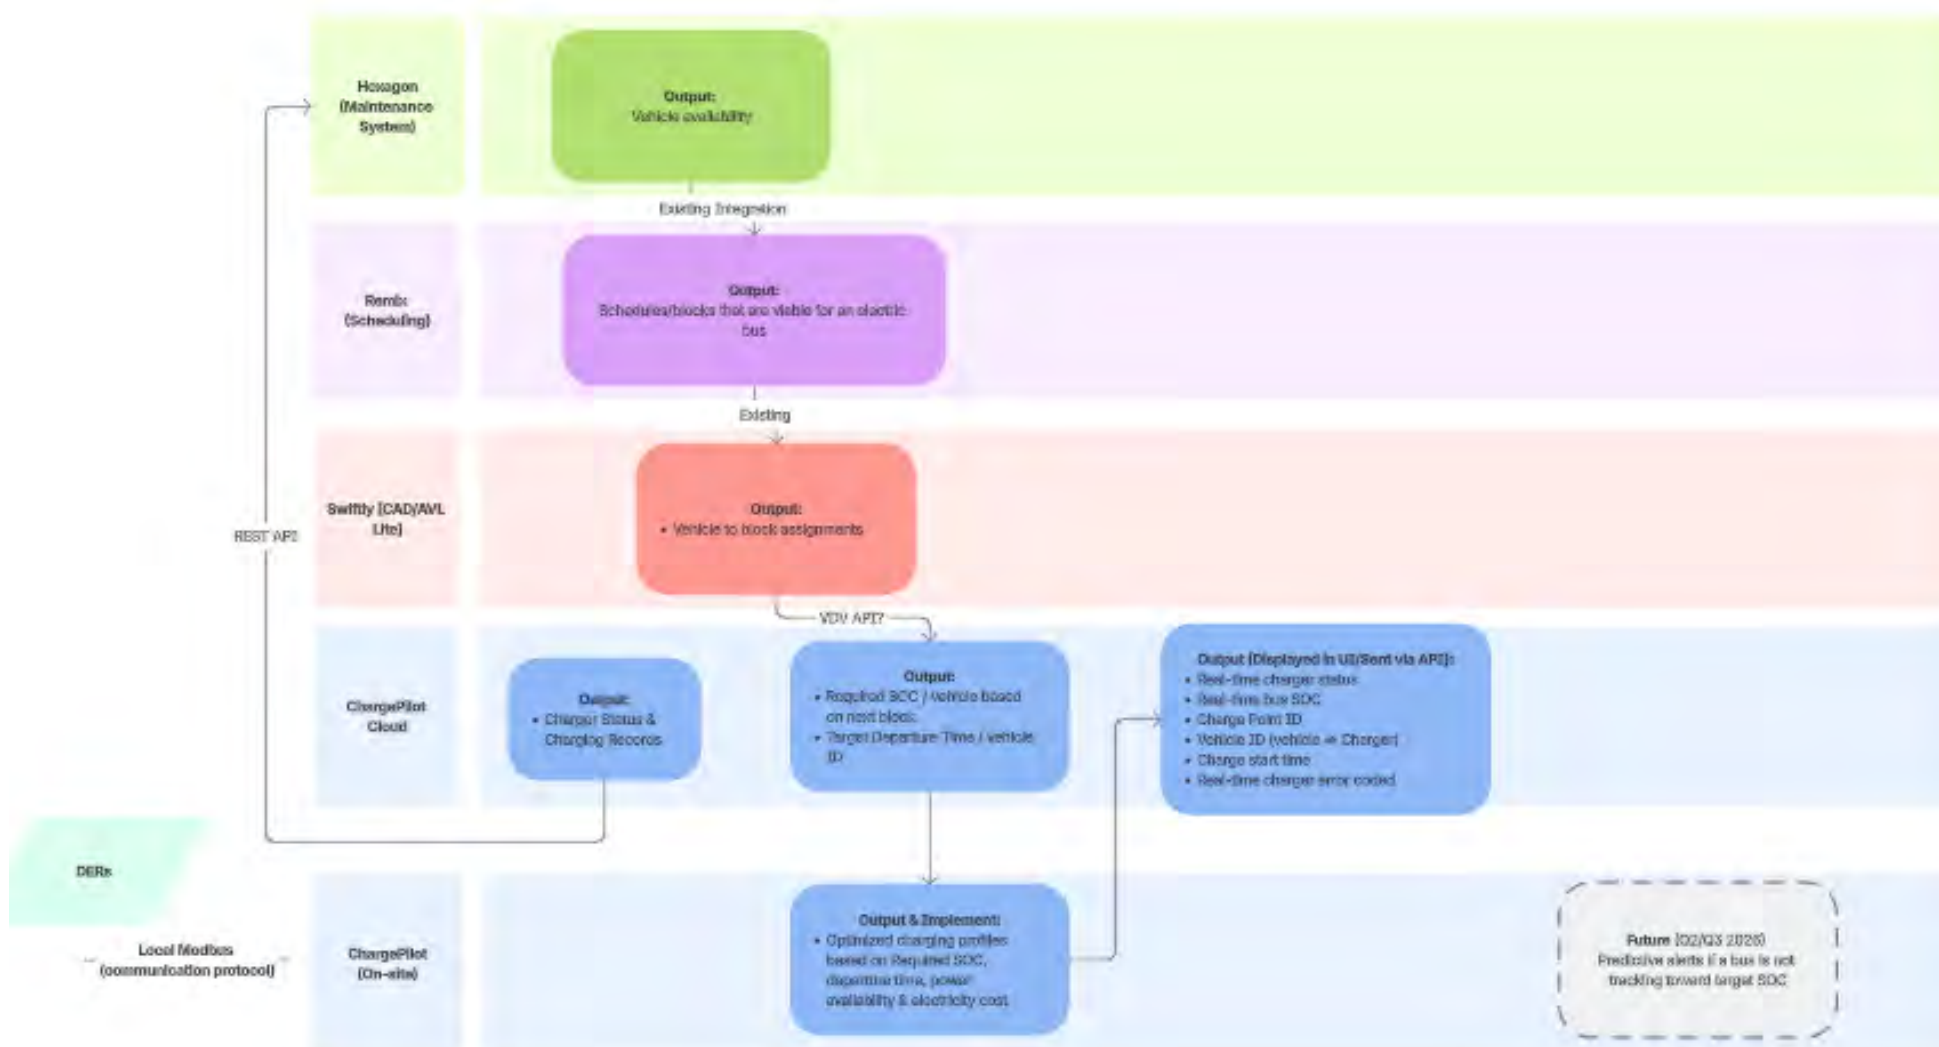 Hexagon
(Maintenance
System)
Output:
Vehicle availability
Existing Integration
Remix
(Scheduling)
Output:
Schedules/blocks that are viable for an electric
bus
Existing
Swiftly (CAD/AVL
Lite)
Output:
• Vehicle to block assignments
REST API
VDV API?
ChargePilot
Cloud
Output:
• Charger Status &
Charging Records
Output:
• Required SOC / vehicle based
on next block
• Target Departure Time / vehicle
ID
Output (Displayed in UI/Sent via API):
• Real-time charger status
• Real-time bus SOC
• Charge Point ID
• Vehicle ID (vehicle Charger)
• Charge start time
• Real-time charger error coded
DERs
Local Modbus
(communication protocol)
ChargePilot
(On-site)
Output & Implement:
• Optimized charging profiles
based on Required SOC,
departure time, power
availability & electricity cost
Future (Q2/Q3 )
Predictive alerts if a bus is not
tracking toward target SOC